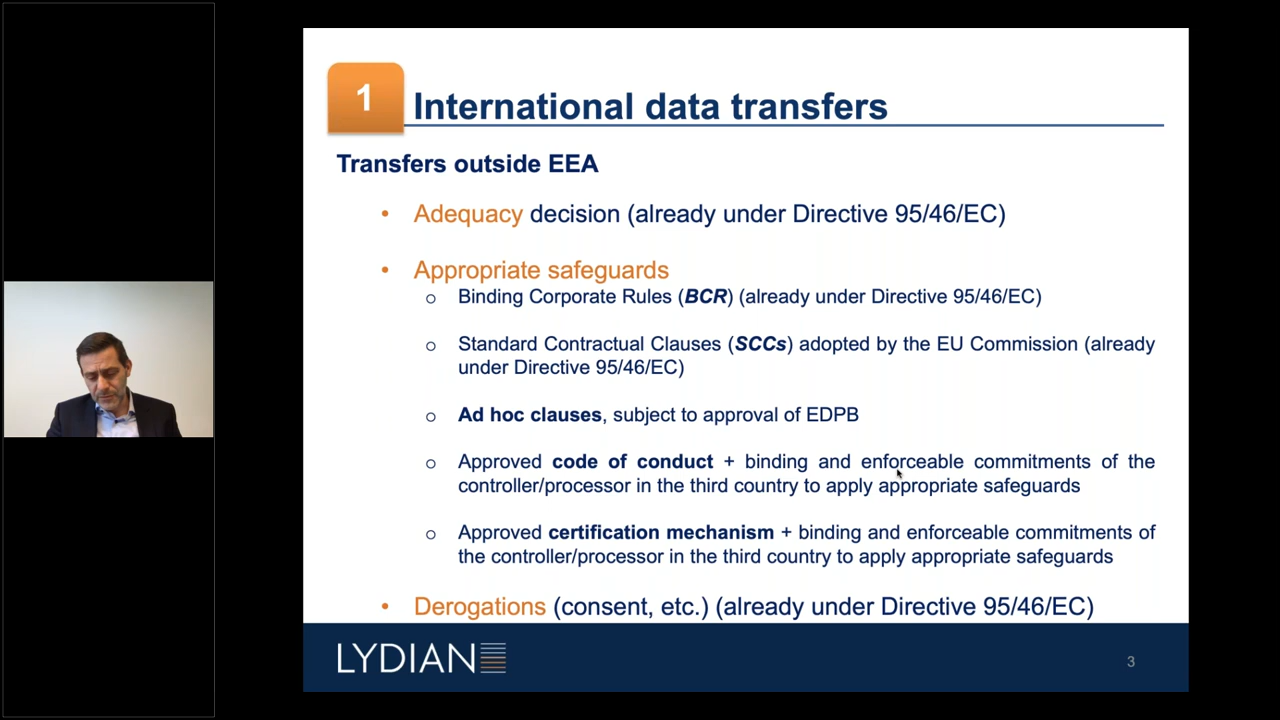 1
International data transfers
Transfers outside EEA
• Adequacy decision (already under Directive 95/46/EC)
• Appropriate safeguards
o Binding Corporate Rules (BCR) (already under Directive 95/46/EC)
o Standard Contractual Clauses (SCCs) adopted by the EU Commission (already
under Directive 95/46/EC)
o Ad hoc clauses, subject to approval of EDPB
o Approved code of conduct + binding and enforceable commitments of the
controller/processor in the third country to apply appropriate safeguards
o Approved certification mechanism + binding and enforceable commitments of
the controller/processor in the third country to apply appropriate safeguards
• Derogations (consent, etc.) (already under Directive 95/46/EC)
LYDIAN
3